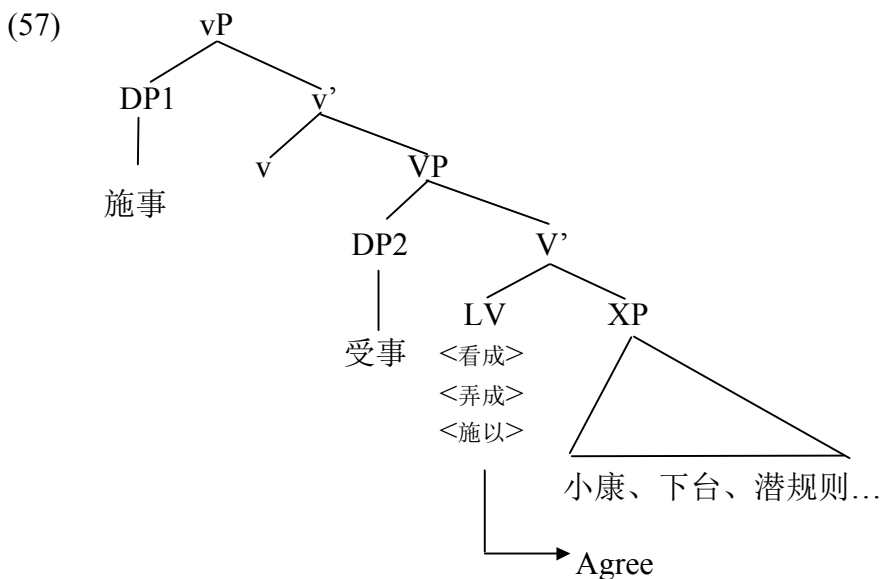 (57) vP
DP1 v’
v VP
施事
DP2 V’
LV XP
受事 <看成>
<弄成>
<施以>
小康、下台、潜规则…
Agree